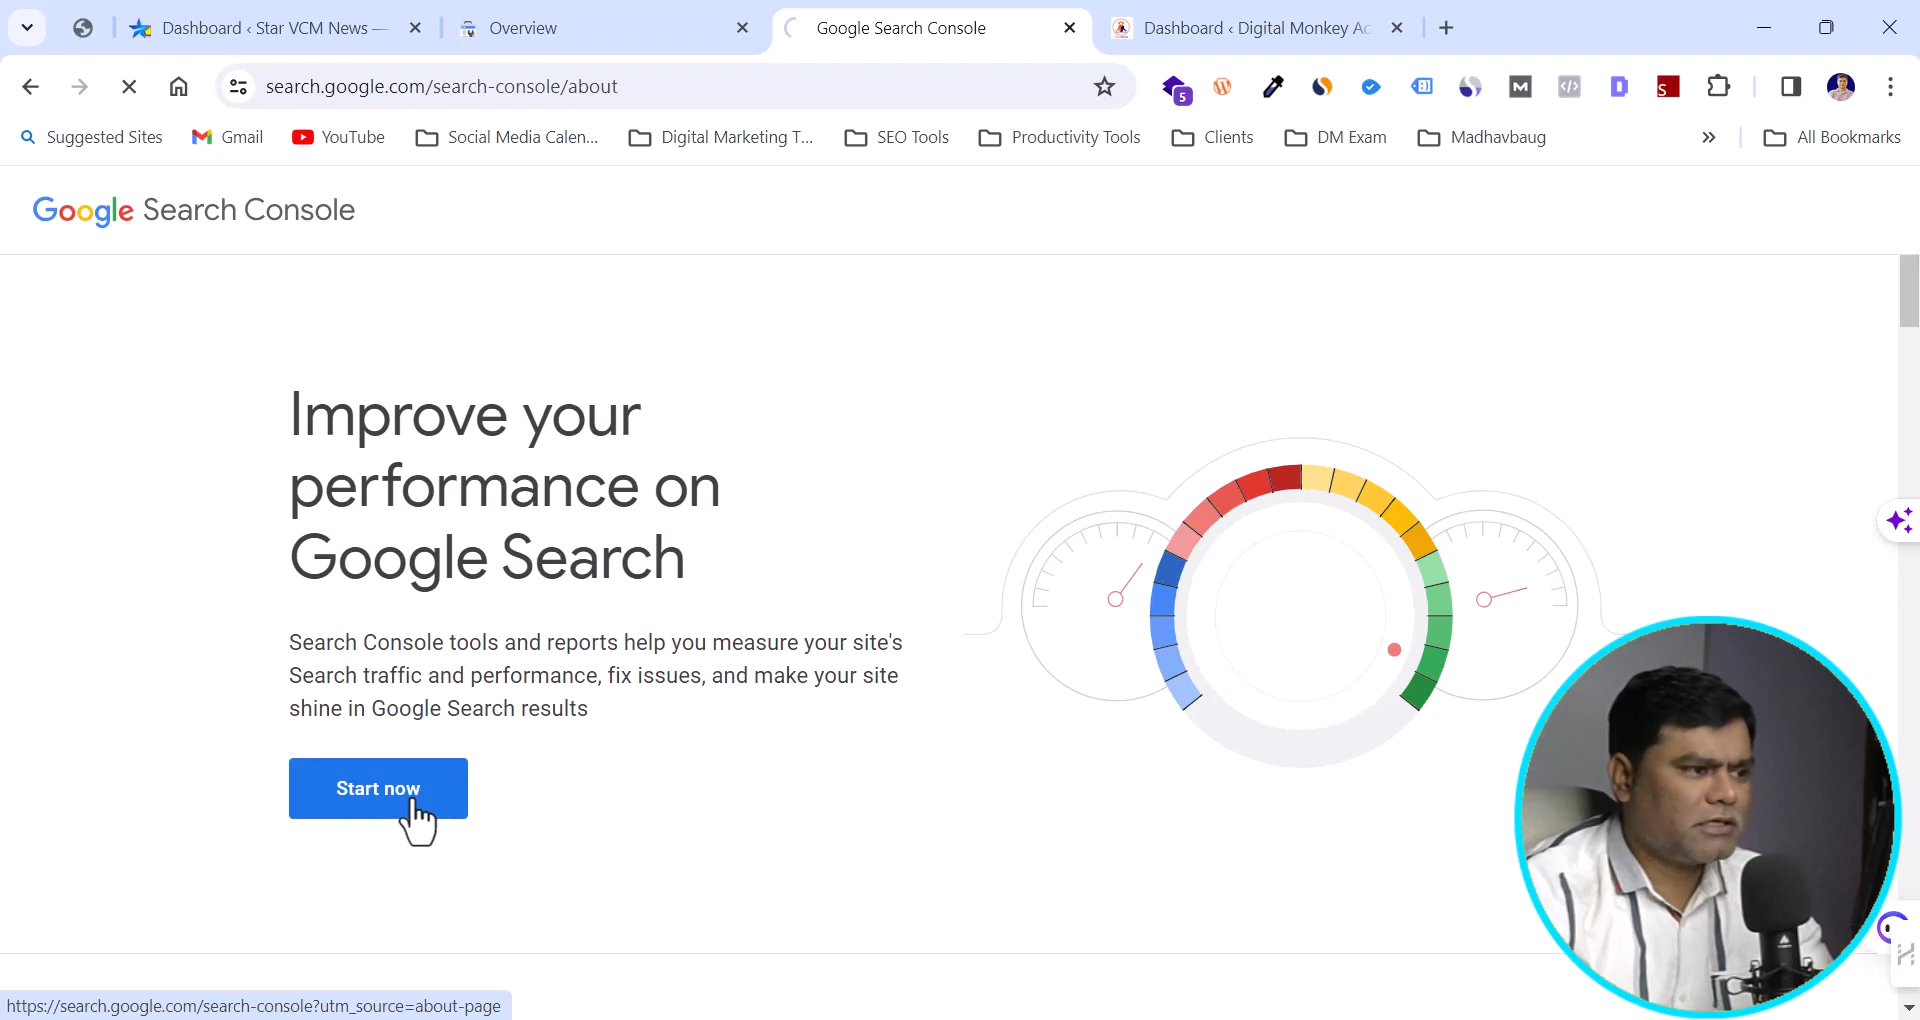 Dashboard ‹ Star VCM News —
Overview
Google Search Console
Dashboard ‹ Digital Monkey Ac
search.google.com/search-console/about
5
Suggested Sites
Gmail
YouTube
Social Media Calen...
Digital Marketing T...
SEO Tools
Productivity Tools
Clients
DM Exam
Madhavbaug
All Bookmarks
Google Search Console
Improve your
performance on
Google Search
Search Console tools and reports help you measure your site's
Search traffic and performance, fix issues, and make your site
shine in Google Search results
Start now
https://search.google.com/search-console?utm_source=about-page